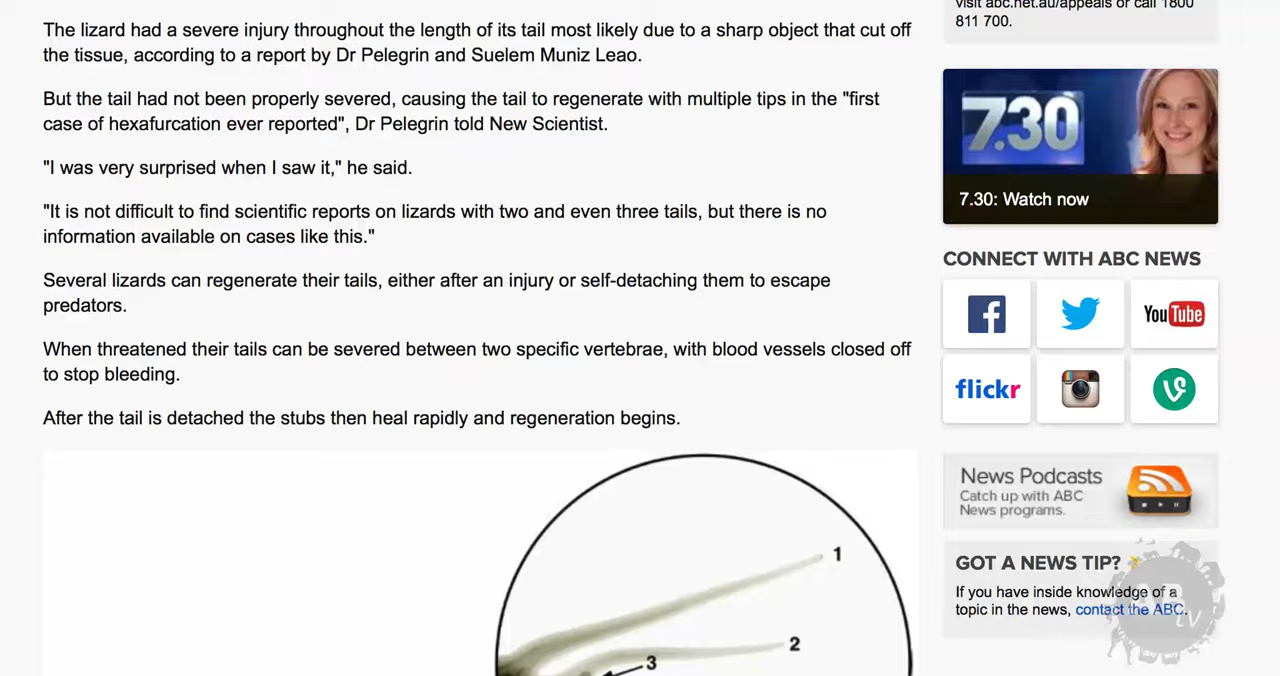 The lizard had a severe injury throughout the length of its tail most likely due to a sharp object that cut off
the tissue, according to a report by Dr Pelegrin and Suelem Muniz Leao.
But the tail had not been properly severed, causing the tail to regenerate with multiple tips in the "first
case of hexafurcation ever reported", Dr Pelegrin told New Scientist.
"I was very surprised when I saw it," he said.
"It is not difficult to find scientific reports on lizards with two and even three tails, but there is no
information available on cases like this."
Several lizards can regenerate their tails, either after an injury or self-detaching them to escape
predators.
When threatened their tails can be severed between two specific vertebrae, with blood vessels closed off
to stop bleeding.
After the tail is detached the stubs then heal rapidly and regeneration begins.
1
2
3
visit abc.net.au/appeals or call 1800
811 700.
7.30
7.30: Watch now
CONNECT WITH ABC NEWS
YouTube
flickr
News Podcasts
Catch up with ABC
News programs.
GOT A NEWS TIP?
If you have inside knowledge of a
topic in the news, contact the ABC.